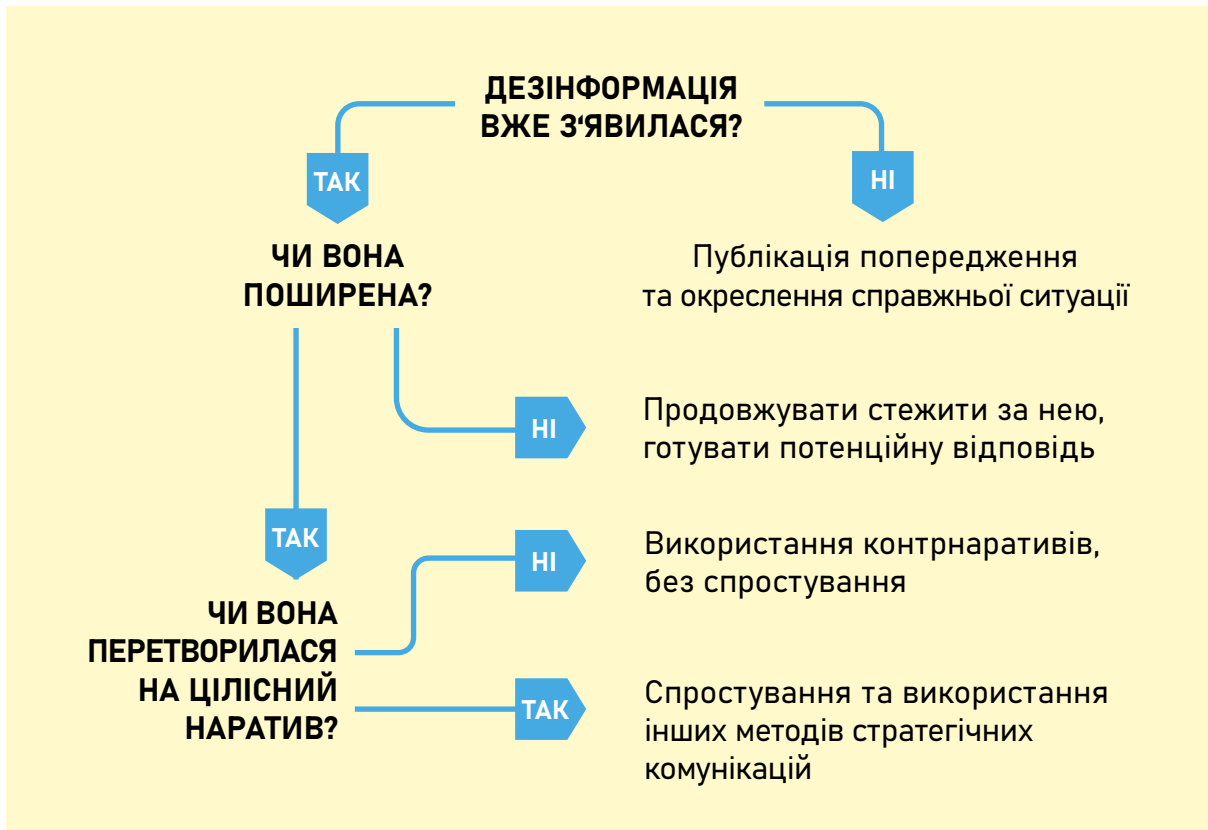 ДЕЗІНФОРМАЦІЯ
ВЖЕ З‘ЯВИЛАСЯ?
ТАК
НІ
ЧИ ВОНА
ПОШИРЕНА?
Публікація попередження
та окреслення справжньої ситуації
НІ
Продовжувати стежити за нею,
готувати потенційну відповідь
ТАК
НІ
Використання контрнаративів,
без спростування
ЧИ ВОНА
ПЕРЕТВОРИЛАСЯ
НА ЦІЛІСНИЙ
НАРАТИВ?
ТАК
Спростування та використання
інших методів стратегічних
комунікацій